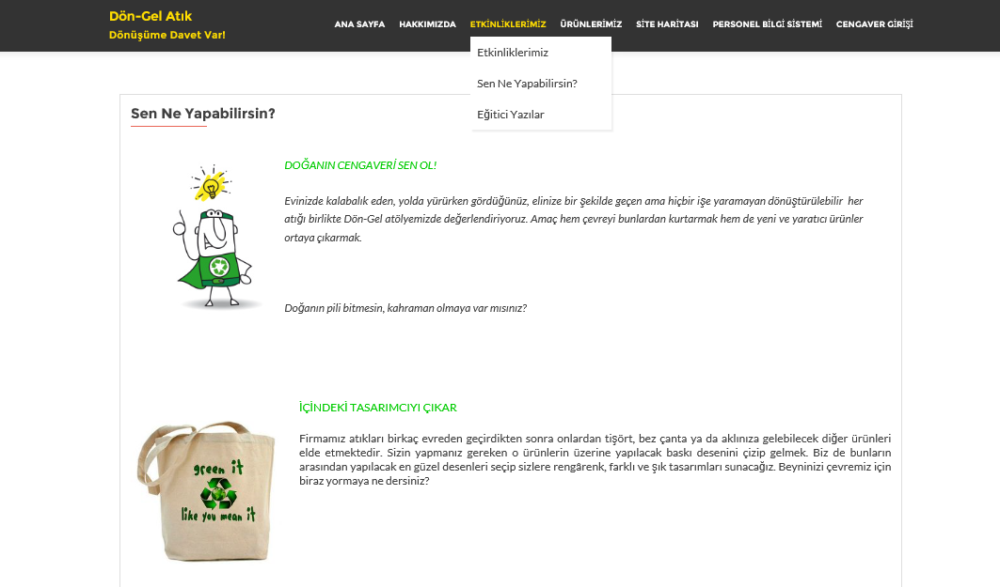 Dön-Gel Atık
Dönüşüme Davet Var!
ANA SAYFA HAKKIMIZDA ETKİNLİKLERİMİZ ÜRÜNLERİMİZ SİTE HARİTASI PERSONEL BİLGİ SİSTEMİ CENGAVER GİRİŞİ
Etkinliklerimiz
Sen Ne Yapabilirsin?
Eğitici Yazılar
Sen Ne Yapabilirsin?
DOĞANIN CENGAVERİ SEN OL!
Evinizde kalabalık eden, yolda yürürken gördüğünüz, elinize bir şekilde geçen ama hiçbir işe yaramayan dönüştürülebilir her
atığı birlikte Dön-Gel atölyemizde değerlendiriyoruz. Amaç hem çevreyi bunlardan kurtarmak hem de yeni ve yaratıcı ürünler
ortaya çıkarmak.
Doğanın pili bitmesin, kahraman olmaya var mısınız?
İÇİNDEKİ TASARIMCIYI ÇIKAR
Firmamız atıkları birkaç evreden geçirdikten sonra onlardan tişört, bez çanta ya da aklınıza gelebilecek diğer ürünleri
elde etmektedir. Sizin yapmanız gereken o ürünlerin üzerine yapılacak baskı desenini çizip gelmek. Biz de bunların
arasından yapılacak en güzel desenleri seçip sizlere rengârenk, farklı ve şık tasarımları sunacağız. Beyninizi çevremiz için
biraz yormaya ne dersiniz?
green it
like you mean it